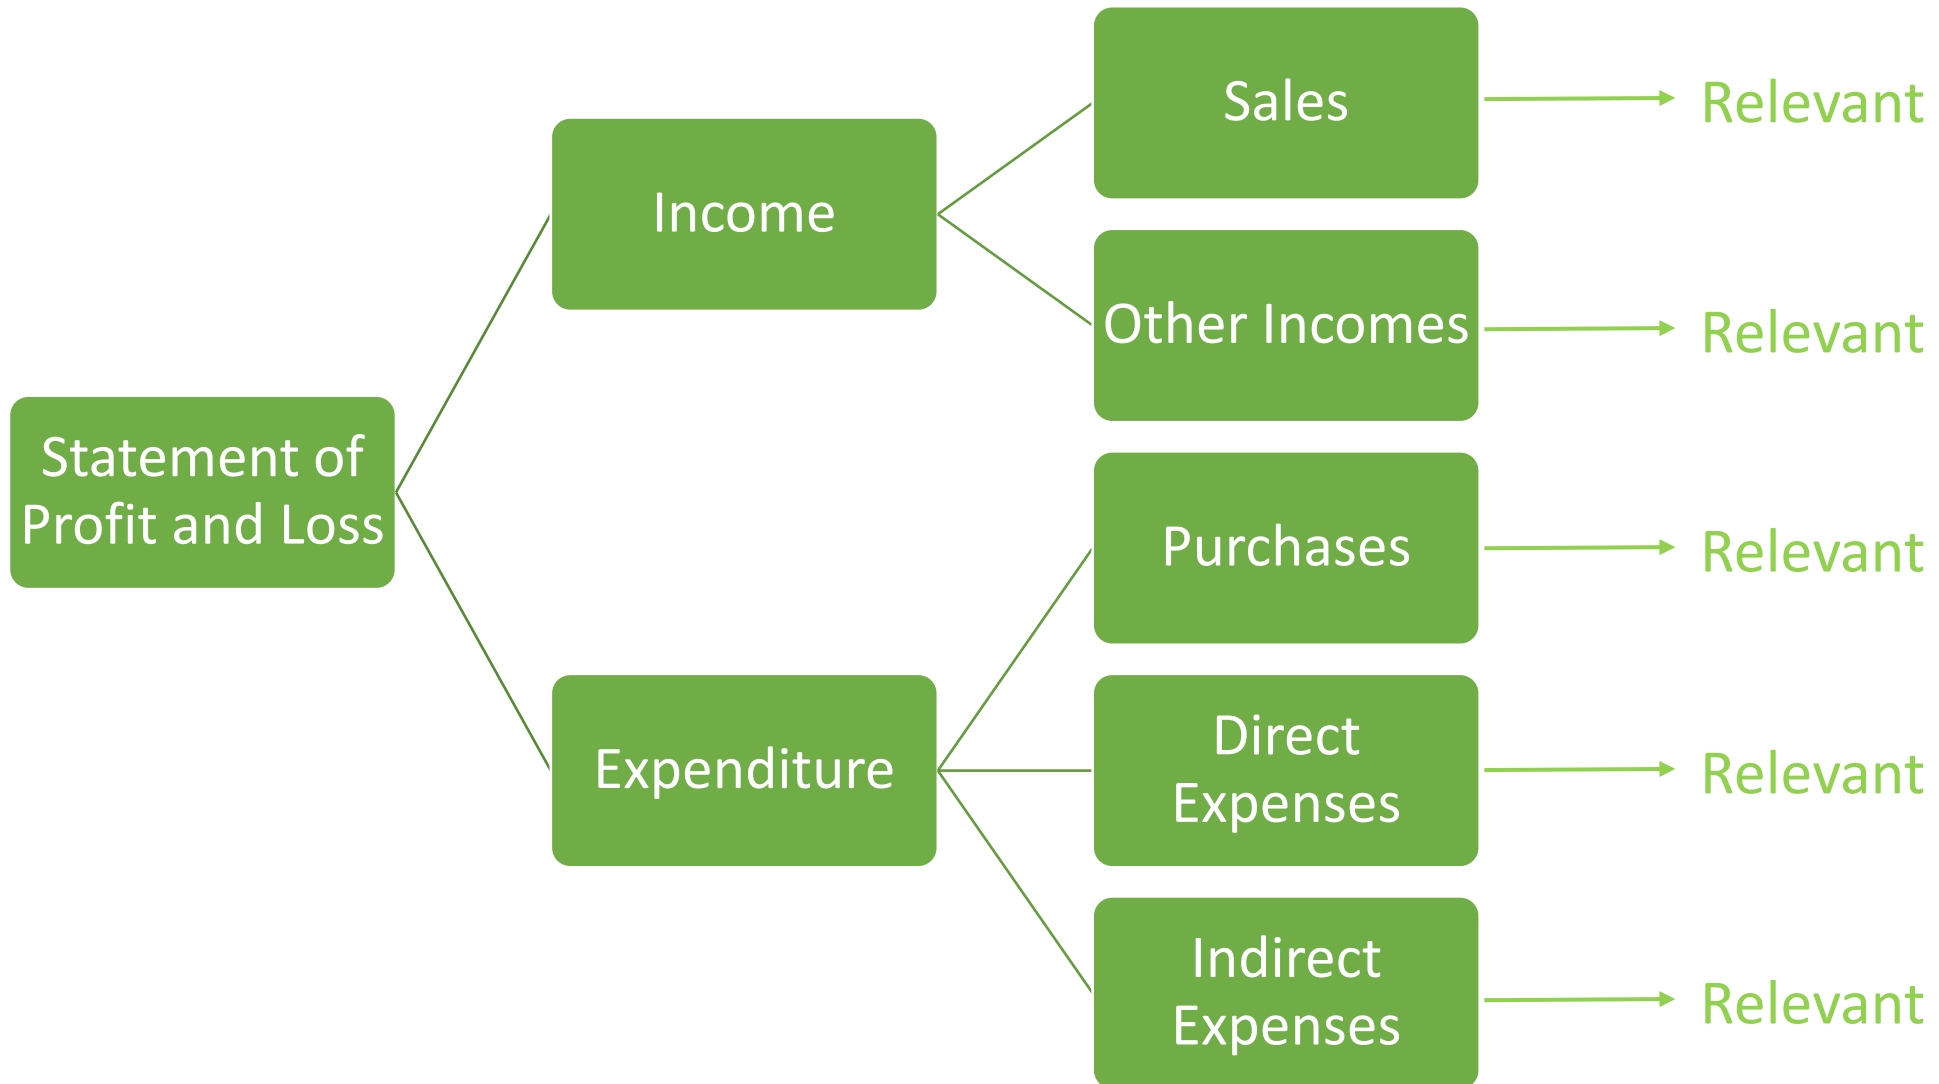 Statement of
Profit and Loss
Income
Expenditure
Sales
Other Incomes
Purchases
Direct
Expenses
Indirect
Expenses
Relevant
Relevant
Relevant
Relevant
Relevant